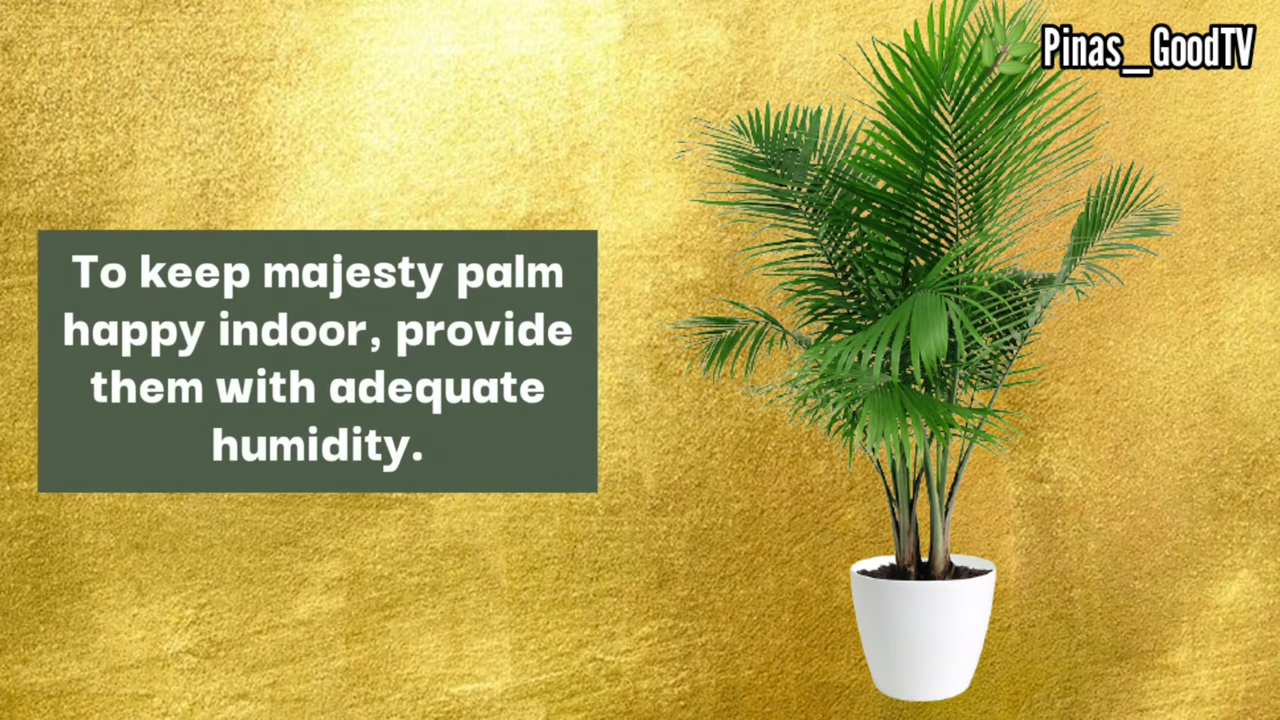 Pinas_GoodTV
To keep majesty palm
happy indoor, provide
them with adequate
humidity.